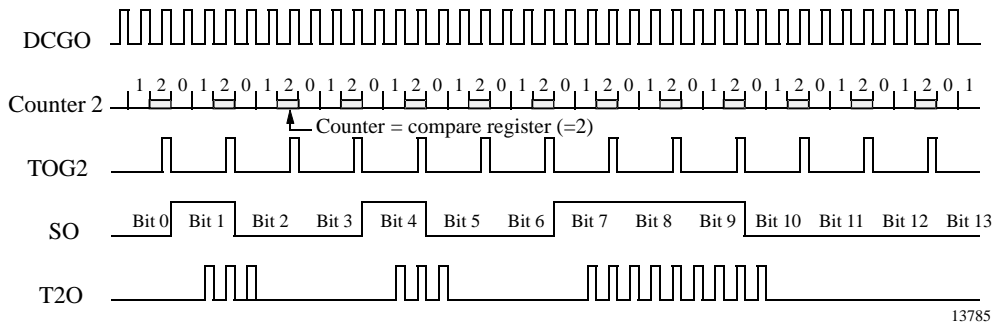 DCGO
1 2 0 1 2 0 1 2 0 1 2 0 1 2 0 1 2 0 1 2 0 1 2 0 1 2 0 1 2 0 1 2 0 1 2 0 1 2 0 1
Counter 2
Counter = compare register (=2)
TOG2
SO Bit 0 Bit 1 Bit 2 Bit 3 Bit 4 Bit 5 Bit 6 Bit 7 Bit 8 Bit 9 Bit 10 Bit 11 Bit 12 Bit 13
T2O
13785